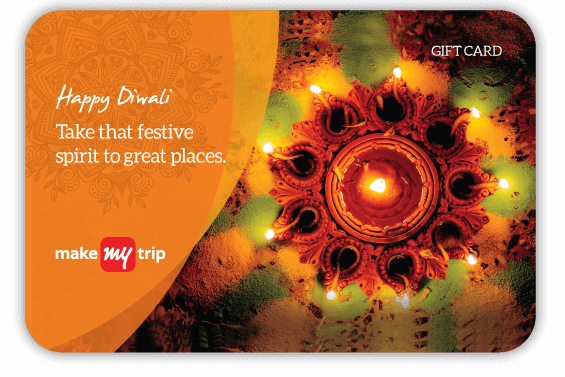 GIFT CARD
Happy Diwali
Take that festive
spirit to great places.
make my trip